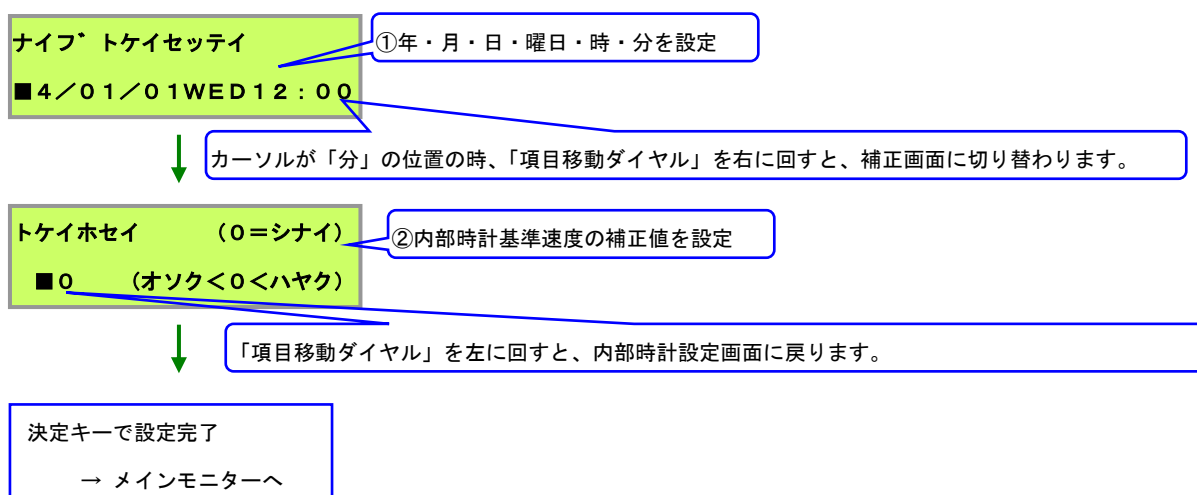 ナイブ トケイセッテイ
①年・月・日・曜日・時・分を設定
■4／01／01WED12：00
カーソルが「分」の位置の時、「項目移動ダイヤル」を右に回すと、補正画面に切り替わります。
トケイホセイ （0＝シナイ）
②内部時計基準速度の補正値を設定
■0 （オソク＜0＜ハヤク）
「項目移動ダイヤル」を左に回すと、内部時計設定画面に戻ります。
決定キーで設定完了
→ メインモニターへ